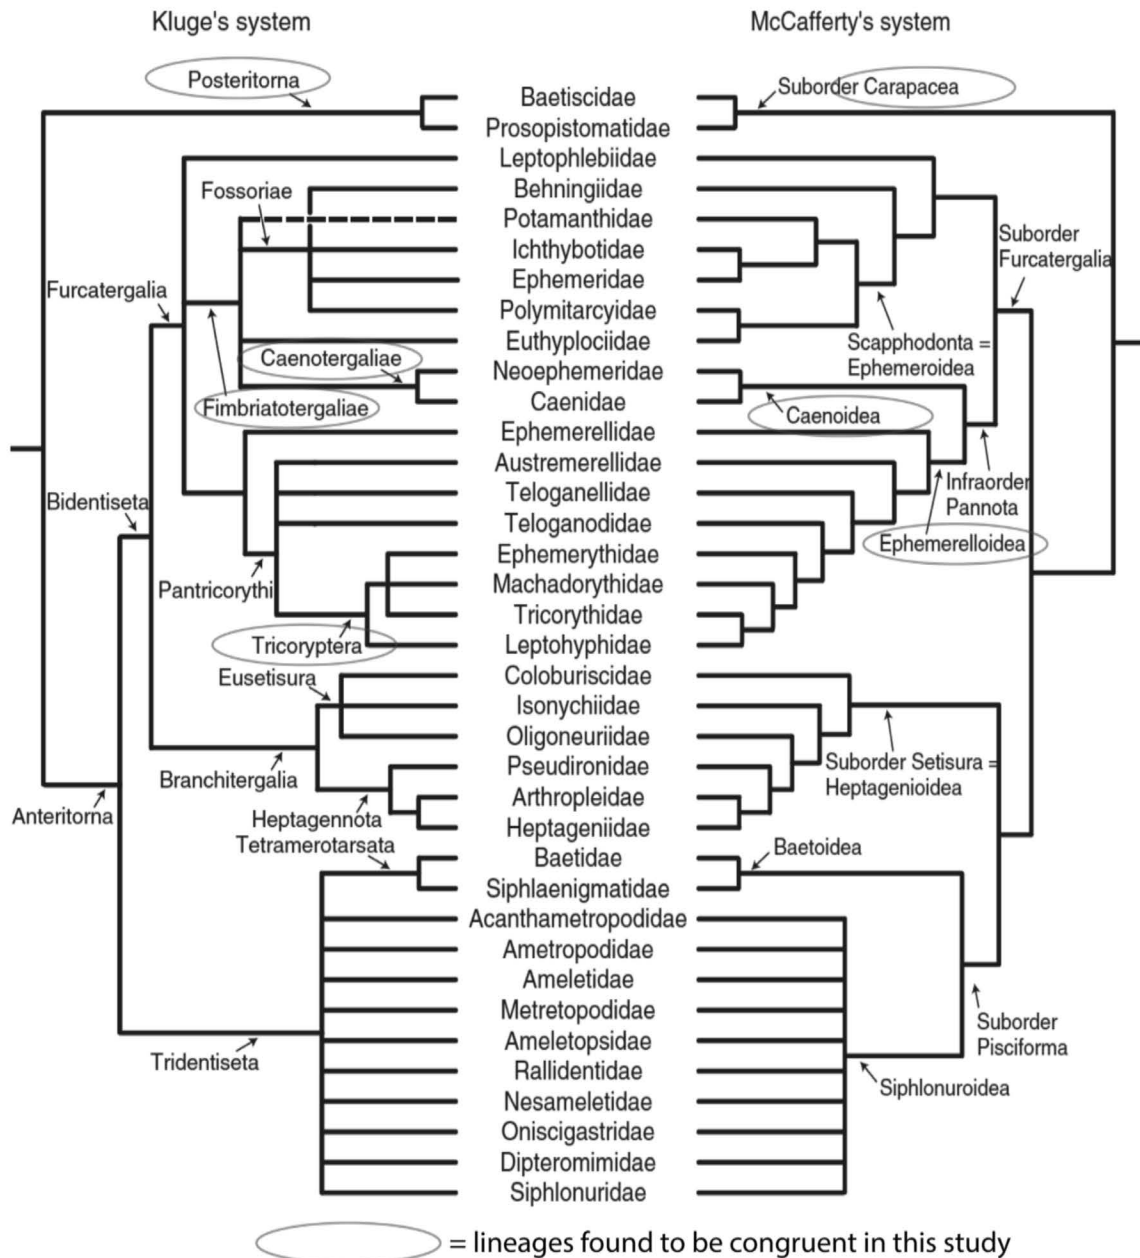 Kluge's system
McCafferty's system
Posteritorna
Suborder Carapacea
Baetiscidae
Prosopistomatidae
Leptophlebiidae
Behningiidae
Potamanthidae
Ichthybotidae
Ephemeridae
Polymitarcyidae
Euthyplociidae
Neoephemeridae
Caenidae
Ephemerellidae
Austremerellidae
Teloganellidae
Teloganodidae
Ephemerythidae
Machadorythidae
Tricorythidae
Leptohyphidae
Coloburiscidae
Isonychiidae
Oligoneuriidae
Pseudironidae
Arthropleidae
Heptageniidae
Baetidae
Siphlaenigmatidae
Acanthametropodidae
Ametropodidae
Ameletidae
Metretopodidae
Ameletopsidae
Rallidentidae
Nesameletidae
Oniscigastridae
Dipteromimidae
Siphlonuridae
Fossoriae
Furcatergalia
Caenotergaliae
Fimbriatotergaliae
Bidentiseta
Pantricorythi
Tricoryptera
Eusetisura
Branchitergalia
Anteritorna
Heptagennota
Tetramerotarsata
Tridentiseta
Suborder
Furcatergalia
Scapphodonta =
Ephemeroidea
Caenoidea
Infraorder
Pannota
Ephemerelloidea
Suborder Setisura =
Heptagenioidea
Baetoidea
Suborder
Pisciforma
Siphlonuroidea
= lineages found to be congruent in this study